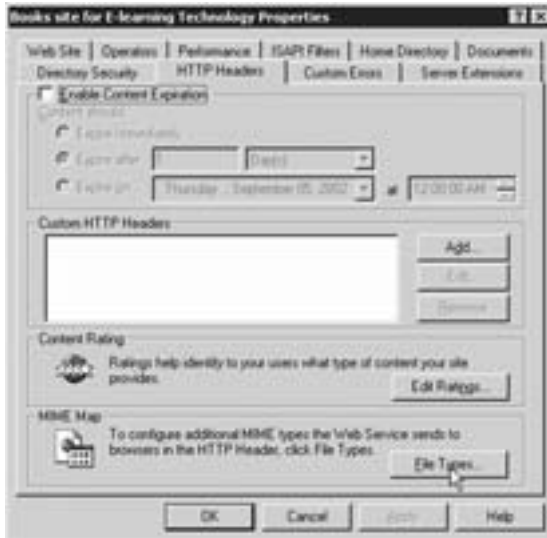 Books site for E-learning Technology Properties
Web Site Operators Performance ISAPI Filters Home Directory Documents
Directory Security HTTP Headers Custom Errors Server Extensions
Enable Content Expiration
Content should:
Expire immediately
Expire after 1 Day(s)
Expire on Thursday , September 05, 2002 at 12:00:00 AM
Custom HTTP Headers
Add...
Edit...
Remove
Content Rating
Ratings help identify to your users what type of content your site
provides.
Edit Ratings...
MIME Map
To configure additional MIME types the Web Service sends to
browsers in the HTTP Header, click File Types.
File Types...
OK Cancel Apply Help